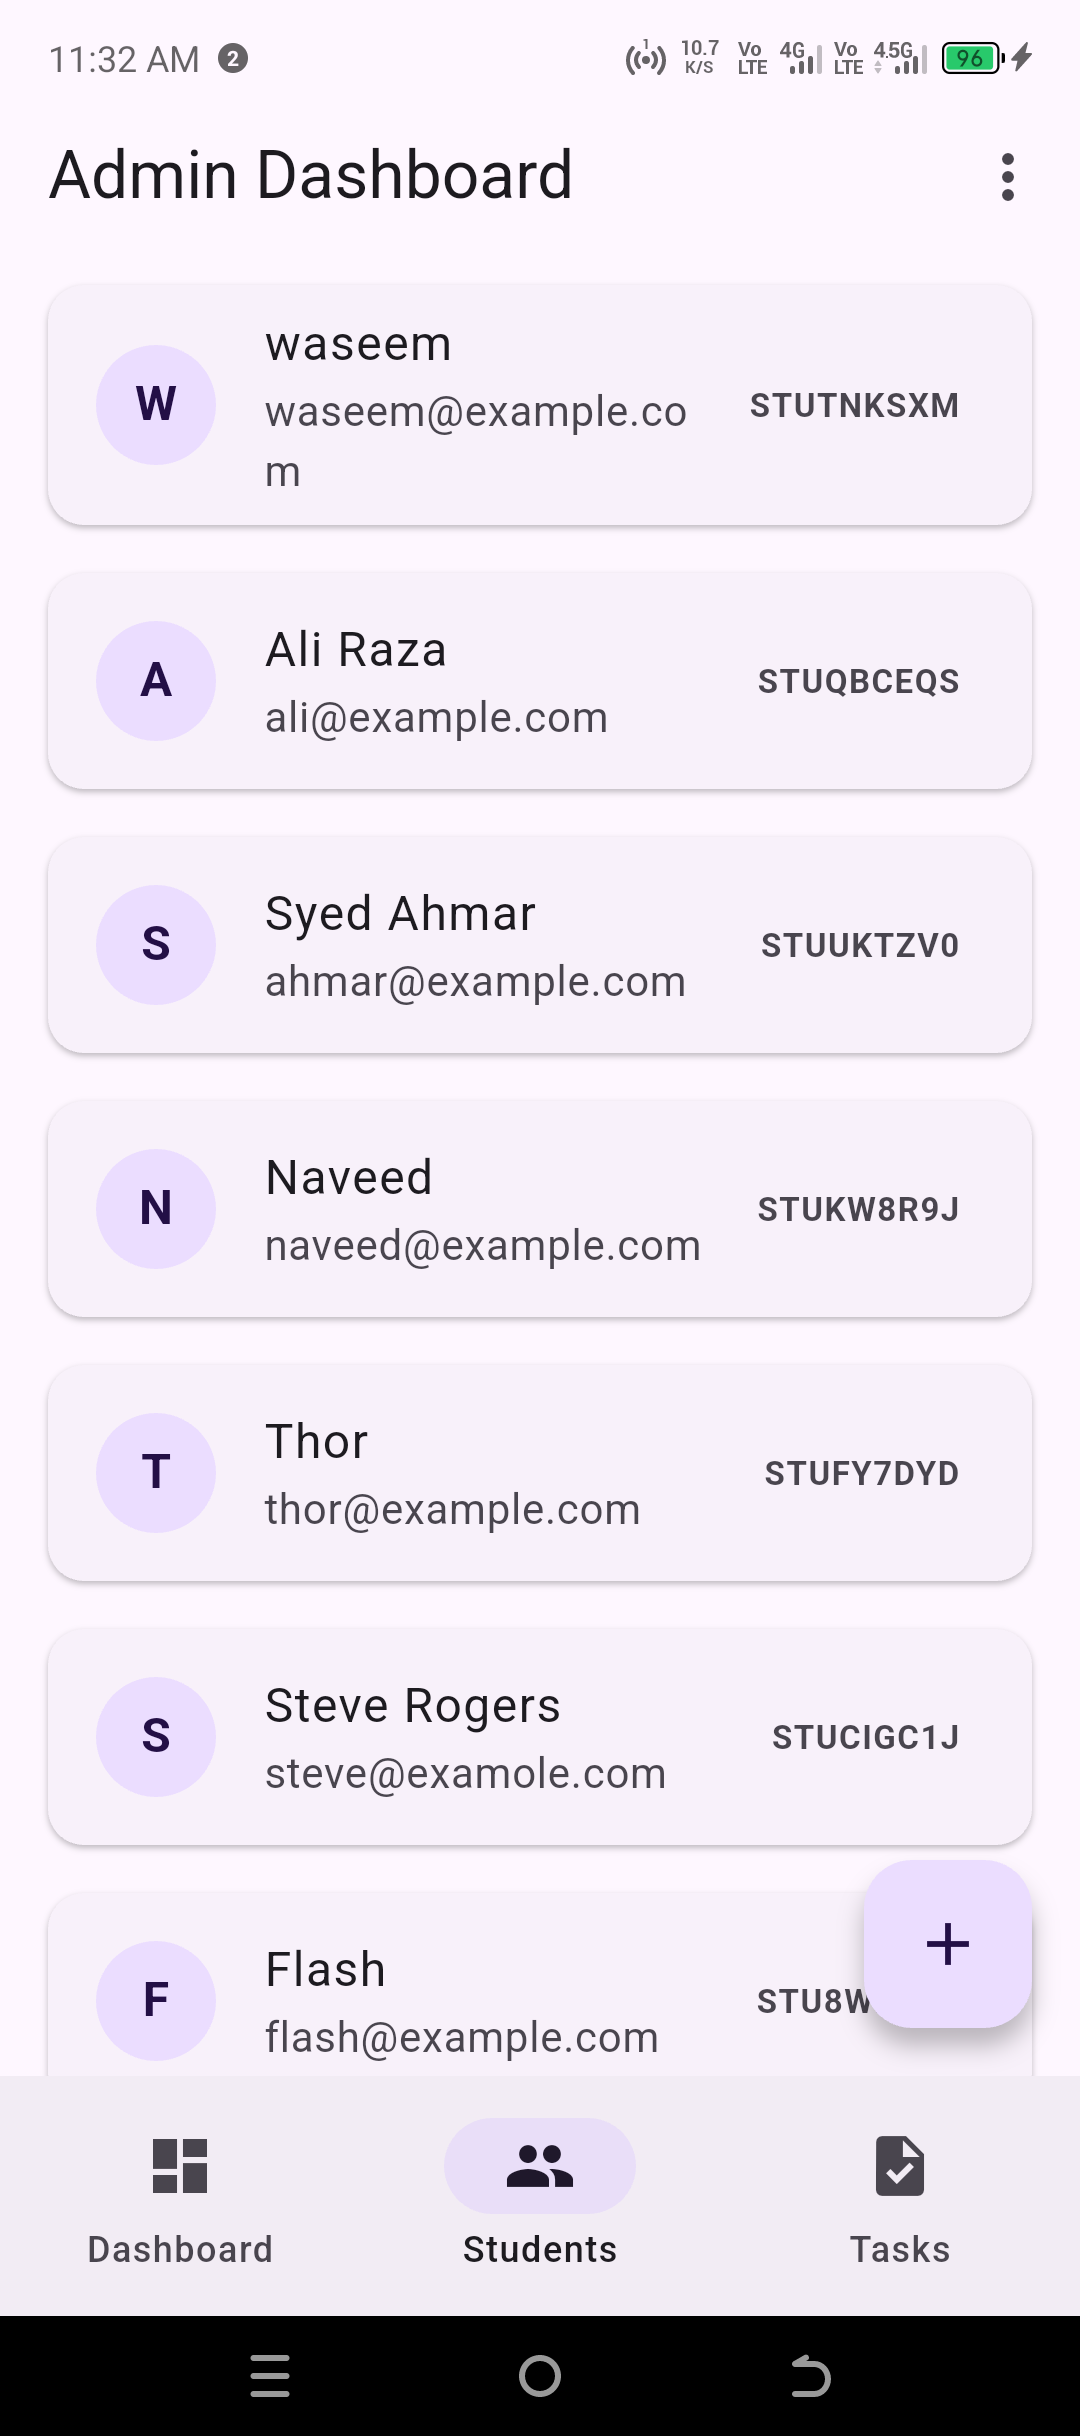 11:32 AM 2 1 10.7 K/S Vo LTE 4G Vo LTE 4.5G 96
Admin Dashboard
W
waseem
waseem@example.co
m
STUTNKSXM
A
Ali Raza
ali@example.com
STUQBCEQS
S
Syed Ahmar
ahmar@example.com
STUUKTZV0
N
Naveed
naveed@example.com
STUKW8R9J
T
Thor
thor@example.com
STUFY7DYD
S
Steve Rogers
steve@examole.com
STUCIGC1J
F
Flash
flash@example.com
STU8W
+
Dashboard
Students
Tasks